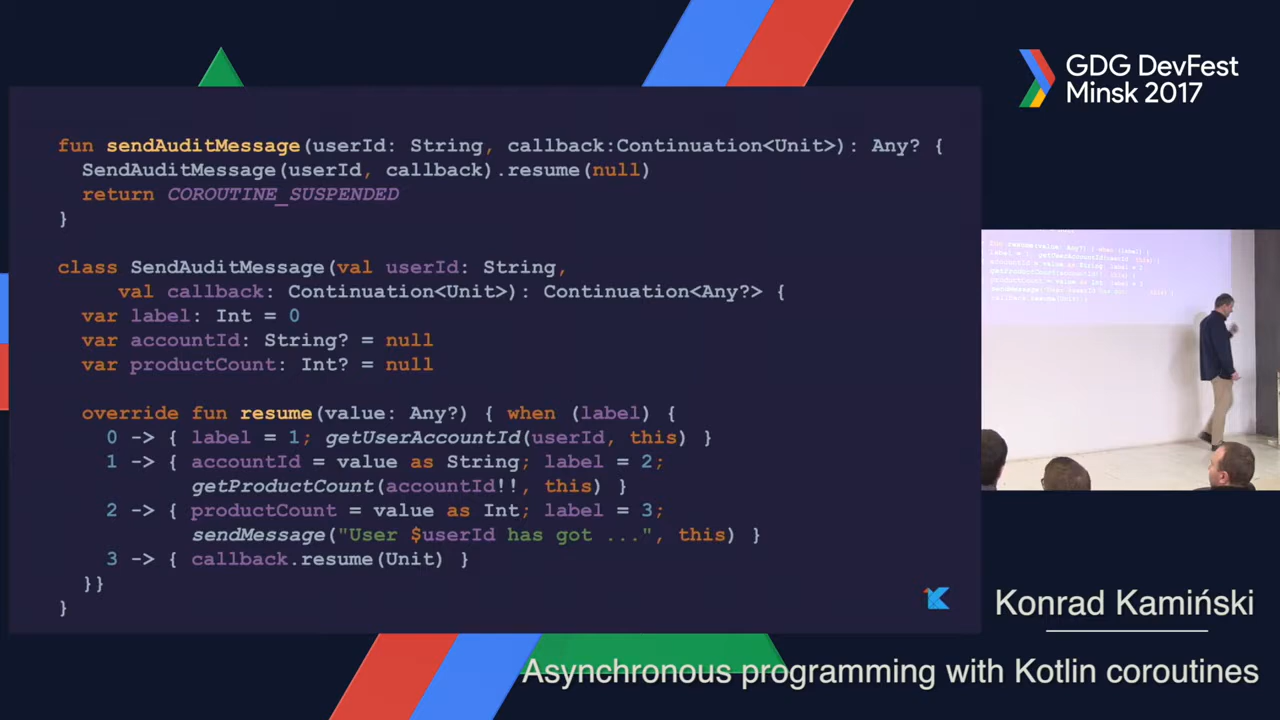 GDG DevFest
Minsk 2017
fun sendAuditMessage(userId: String, callback:Continuation<Unit>): Any? {
SendAuditMessage(userId, callback).resume(null)
return COROUTINE_SUSPENDED
}
class SendAuditMessage(val userId: String,
val callback: Continuation<Unit>): Continuation<Any?> {
var label: Int = 0
var accountId: String? = null
var productCount: Int? = null
override fun resume(value: Any?) { when (label) {
0 -> { label = 1; getUserAccountId(userId, this) }
1 -> { accountId = value as String; label = 2;
getProductCount(accountId!!, this) }
2 -> { productCount = value as Int; label = 3;
sendMessage("User $userId has got ...", this) }
3 -> { callback.resume(Unit) }
}}
}
Konrad Kamiński
Asynchronous programming with Kotlin coroutines